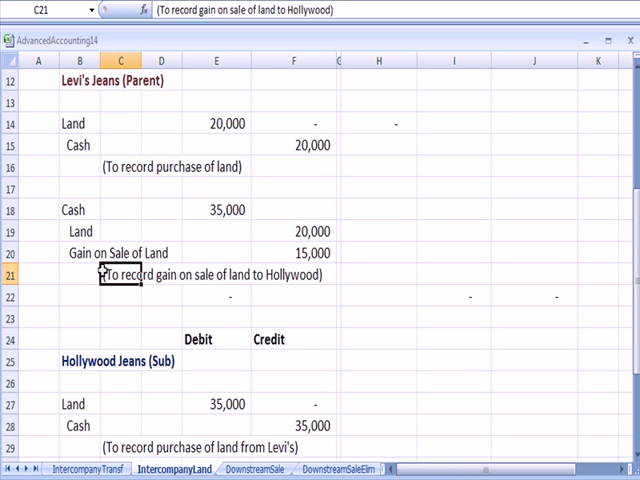 C21 fx (To record gain on sale of land to Hollywood)
AdvancedAccounting14
A B C D E F G H I J K
12 Levi's Jeans (Parent)
13
14 Land 20,000 - -
15 Cash 20,000
16 (To record purchase of land)
17
18 Cash 35,000
19 Land 20,000
20 Gain on Sale of Land 15,000
21 (To record gain on sale of land to Hollywood)
22 - - -
23
24 Debit Credit
25 Hollywood Jeans (Sub)
26
27 Land 35,000 -
28 Cash 35,000
29 (To record purchase of land from Levi's)
IntercompanyTransf IntercompanyLand DownstreamSale DownstreamSaleElim